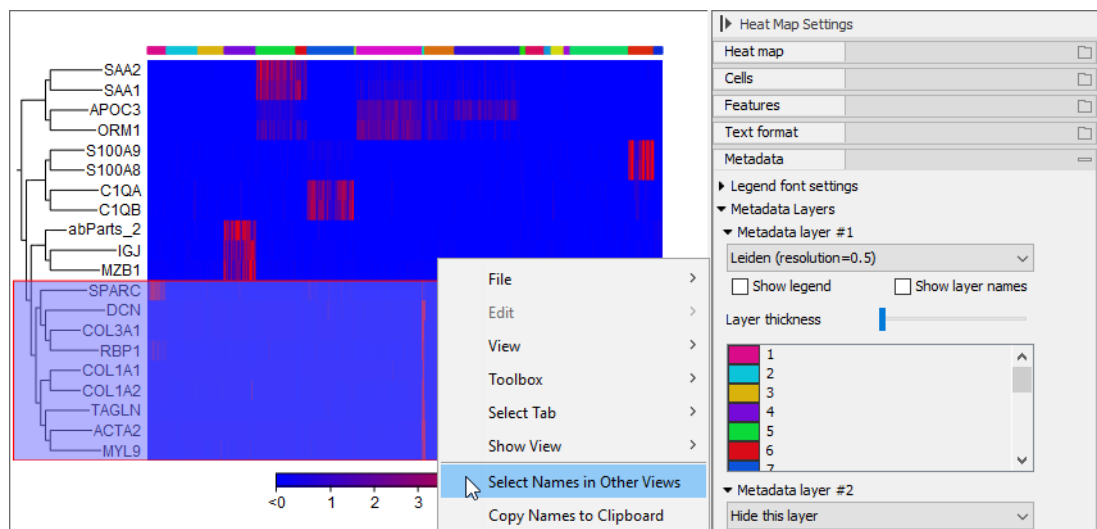 SAA2
SAA1
APOC3
ORM1
S100A9
S100A8
C1QA
C1QB
abParts_2
IGJ
MZB1
SPARC
DCN
COL3A1
RBP1
COL1A1
COL1A2
TAGLN
ACTA2
MYL9
<0 1 2 3
File
Edit
View
Toolbox
Select Tab
Show View
Select Names in Other Views
Copy Names to Clipboard
Heat Map Settings
Heat map
Cells
Features
Text format
Metadata
Legend font settings
Metadata Layers
Metadata layer #1
Leiden (resolution=0.5)
Show legend Show layer names
Layer thickness
1
2
3
4
5
6
7
Metadata layer #2
Hide this layer